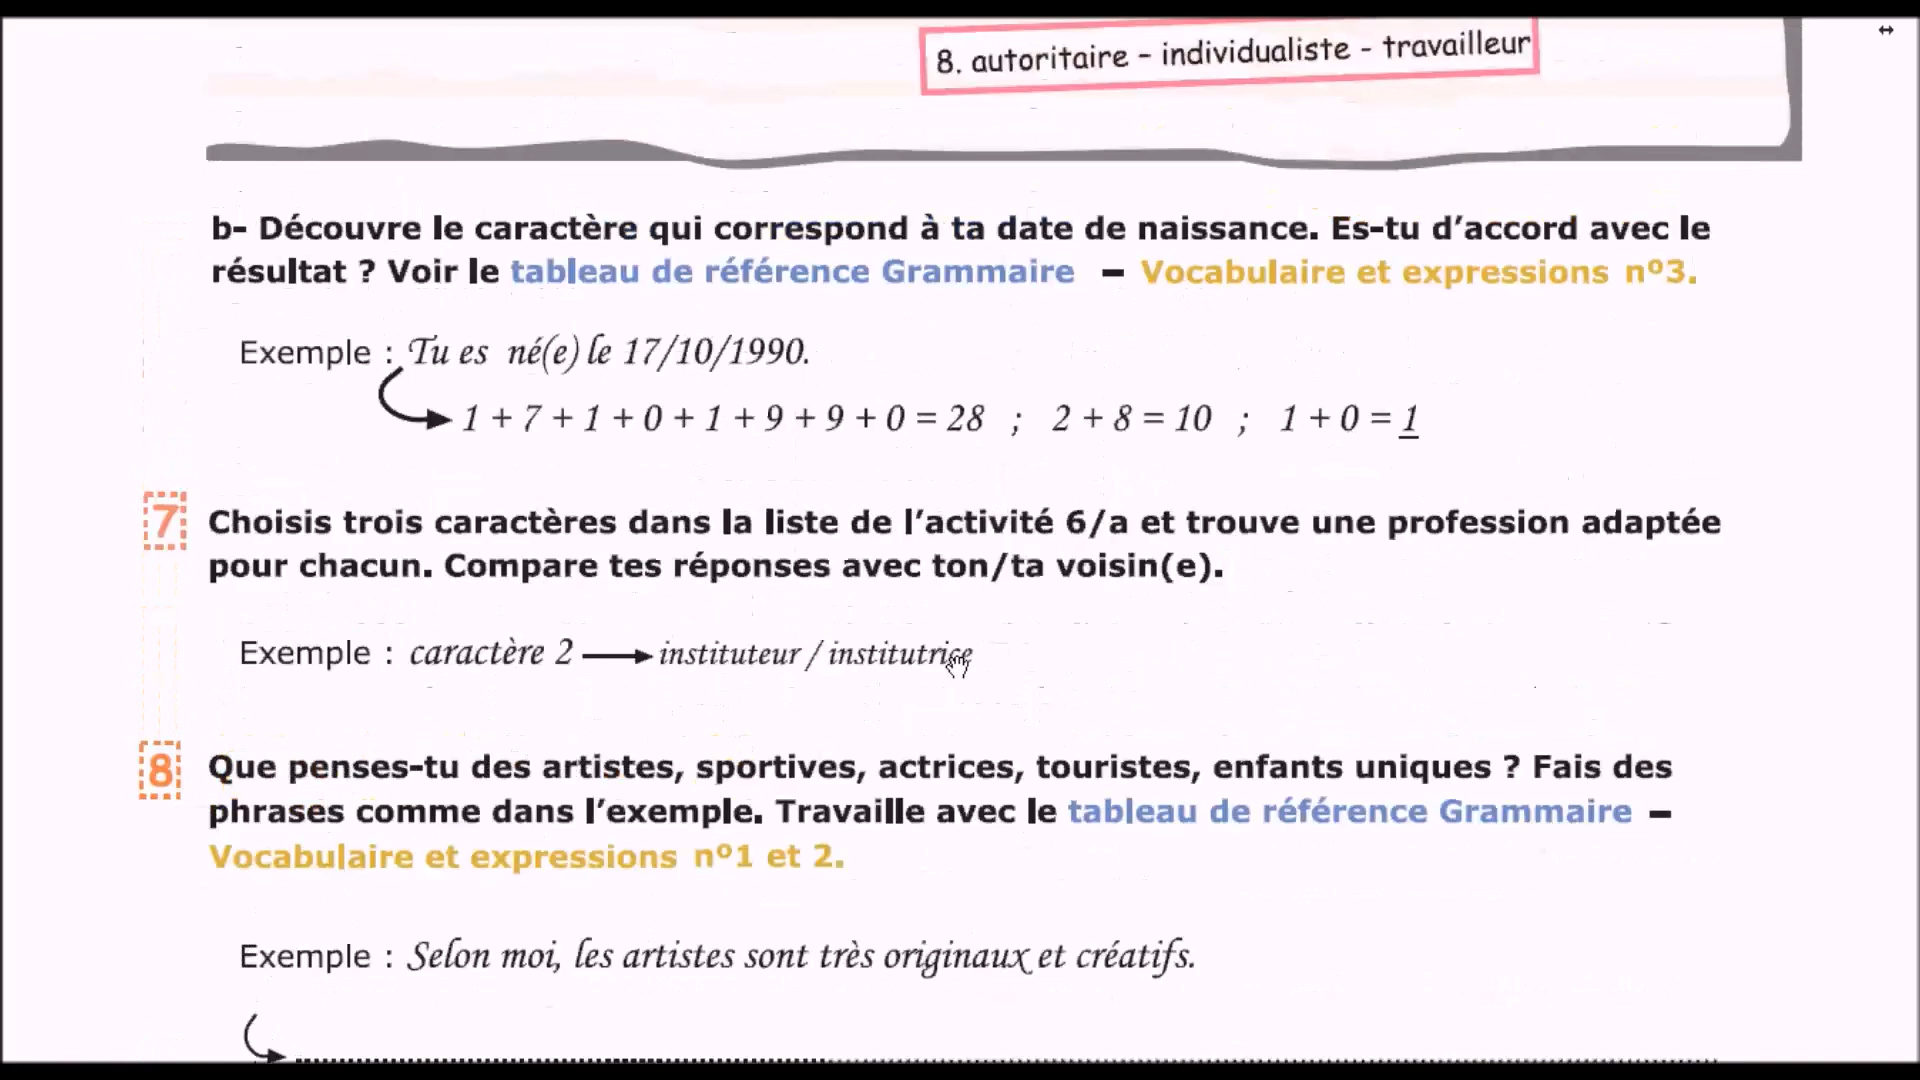 8. autoritaire – individualiste - travailleur
b- Découvre le caractère qui correspond à ta date de naissance. Es-tu d’accord avec le
résultat ? Voir le tableau de référence Grammaire – Vocabulaire et expressions nº3.
Exemple : Tu es né(e) le 17/10/1990.
1 + 7 + 1 + 0 + 1 + 9 + 9 + 0 = 28 ; 2 + 8 = 10 ; 1 + 0 = 1
7 Choisis trois caractères dans la liste de l’activité 6/a et trouve une profession adaptée
pour chacun. Compare tes réponses avec ton/ta voisin(e).
Exemple : caractère 2 → instituteur / institutrice
8 Que penses-tu des artistes, sportives, actrices, touristes, enfants uniques ? Fais des
phrases comme dans l’exemple. Travaille avec le tableau de référence Grammaire –
Vocabulaire et expressions nº1 et 2.
Exemple : Selon moi, les artistes sont très originaux et créatifs.